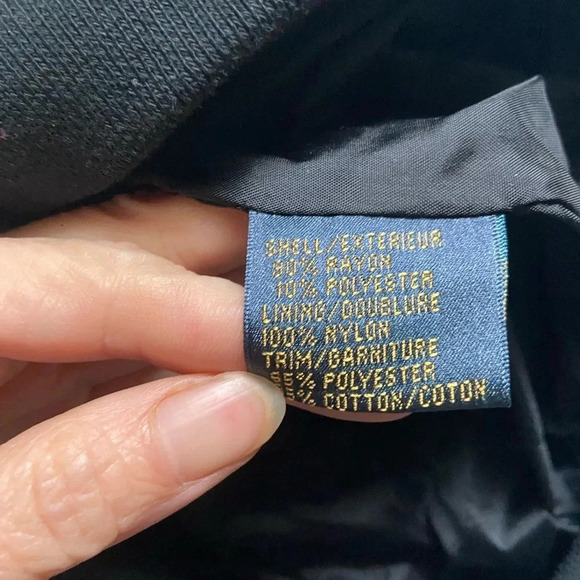 SHELL/EXTERIEUR
90% RAYON
10% POLYESTER
LINING/DOUBLURE
100% NYLON
TRIM/GARNITURE
POLYESTER
COTTON/COTON